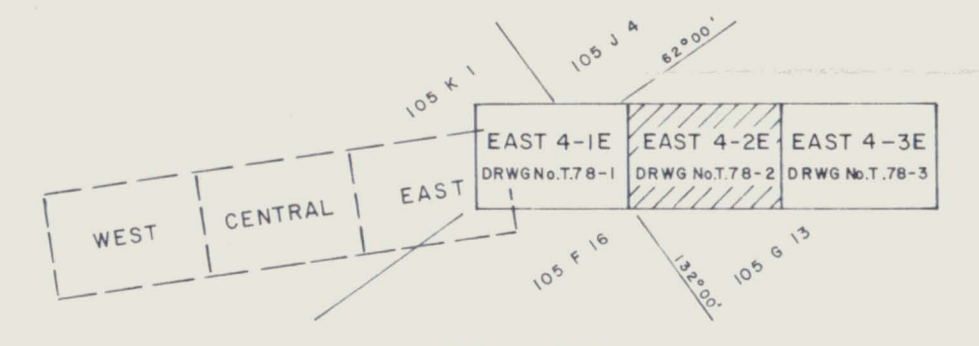 105 K 1
105 J 4
62°00'
EAST 4-1E
DRWG No.T.78-1
EAST 4-2E
DRWG No.T.78-2
EAST 4-3E
DRWG No.T.78-3
WEST
CENTRAL
EAST
105 F 16
132°00'
105 G 13